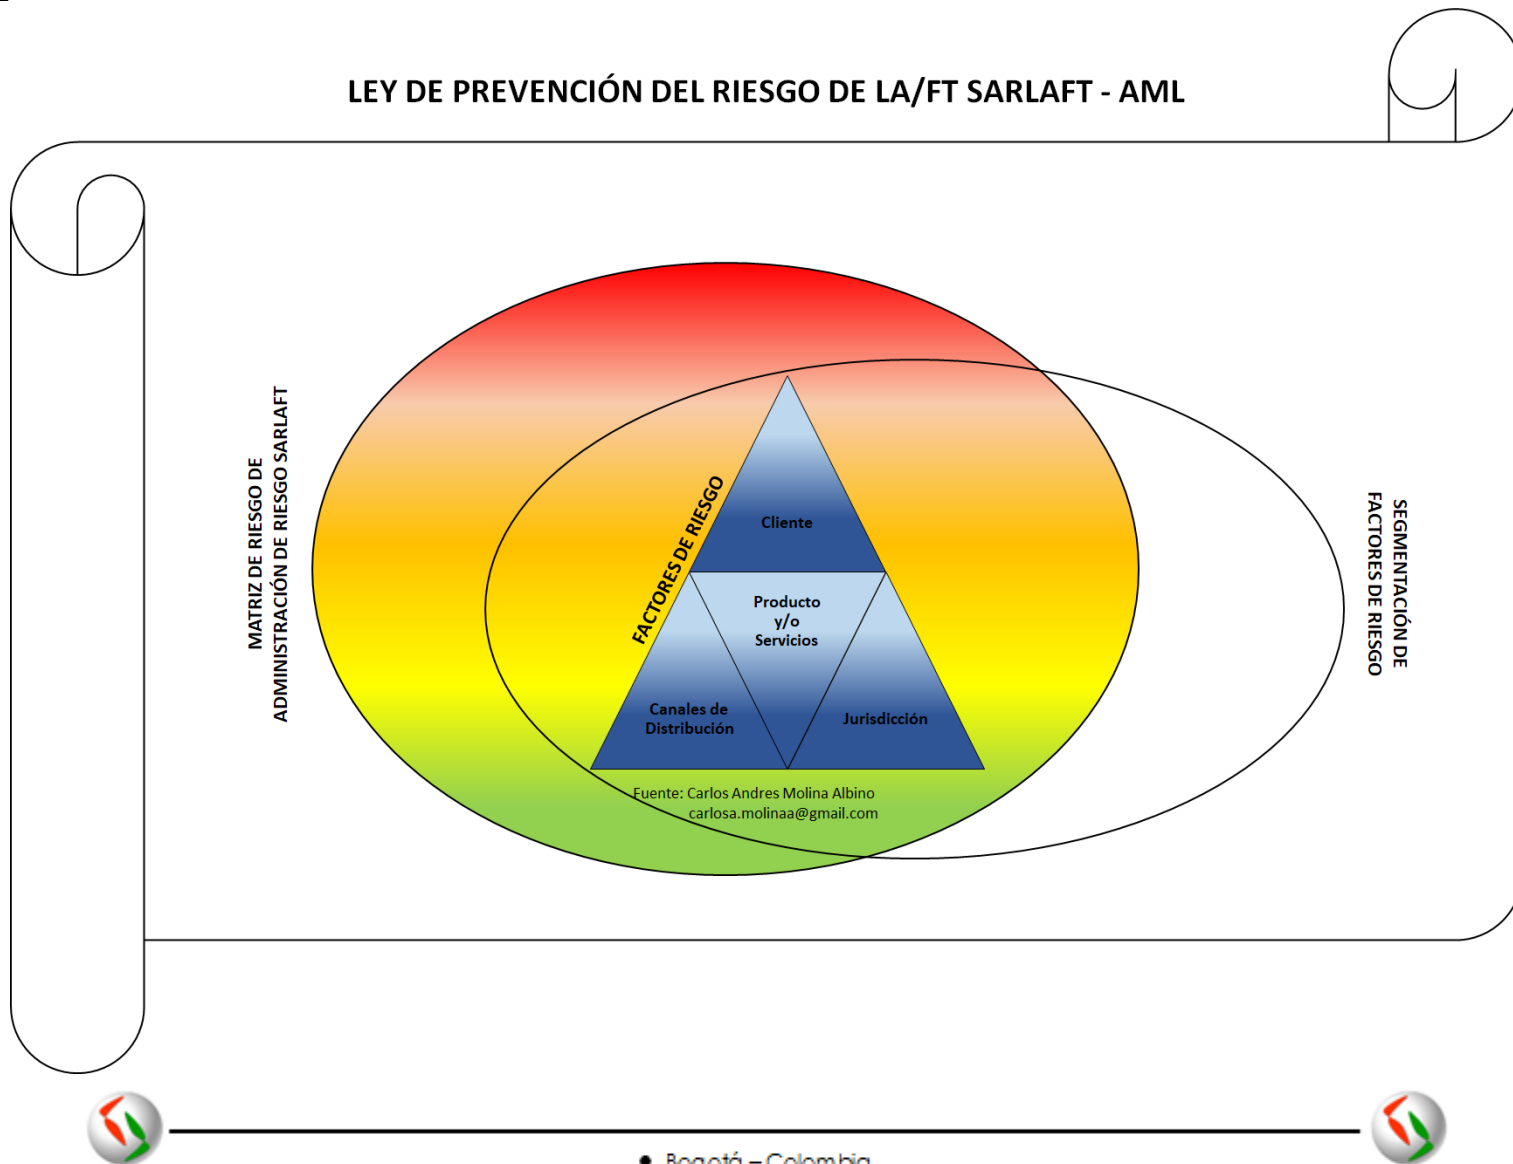 LEY DE PREVENCIÓN DEL RIESGO DE LA/FT SARLAFT - AML
MATRIZ DE RIESGO DE
ADMINISTRACIÓN DE RIESGO SARLAFT
FACTORES DE RIESGO
Cliente
Producto
y/o
Servicios
Canales de
Distribución
Jurisdicción
SEGMENTACIÓN DE
FACTORES DE RIESGO
Fuente: Carlos Andres Molina Albino
carlosa.molinaa@gmail.com
• Bogotá – Colombia